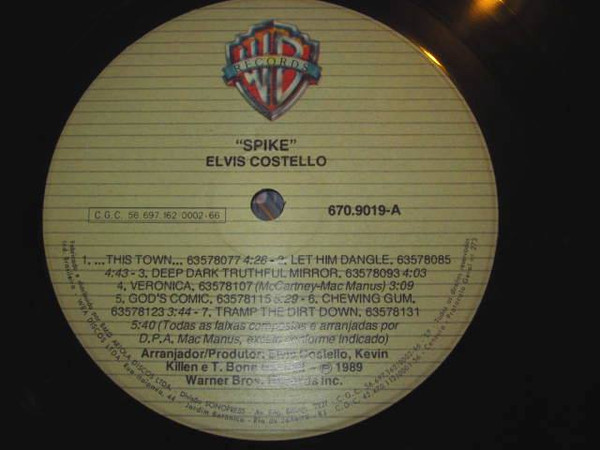 WB
RECORDS
"SPIKE"
ELVIS COSTELLO
C.G.C. 56.697.162 0002-66
670.9019-A
1. ...THIS TOWN... 63578077 4:28 - 2. LET HIM DANGLE, 63578085
4:43 - 3. DEEP DARK TRUTHFUL MIRROR, 63578093 4:03
4. VERONICA, 63578107 (McCartney-Mac Manus) 3:09
5. GOD'S COMIC, 63578115 5:29 - 6. CHEWING GUM,
63578123 3:44 - 7. TRAMP THE DIRT DOWN, 63578131
5:40 (Todas as faixas compostas e arranjadas por
D.P.A. Mac Manus, exceto conforme indicado)
Arranjador/Produtor: Elvis Costello, Kevin
Killen e T. Bone ℗ 1989
Warner Bros. Records Inc.